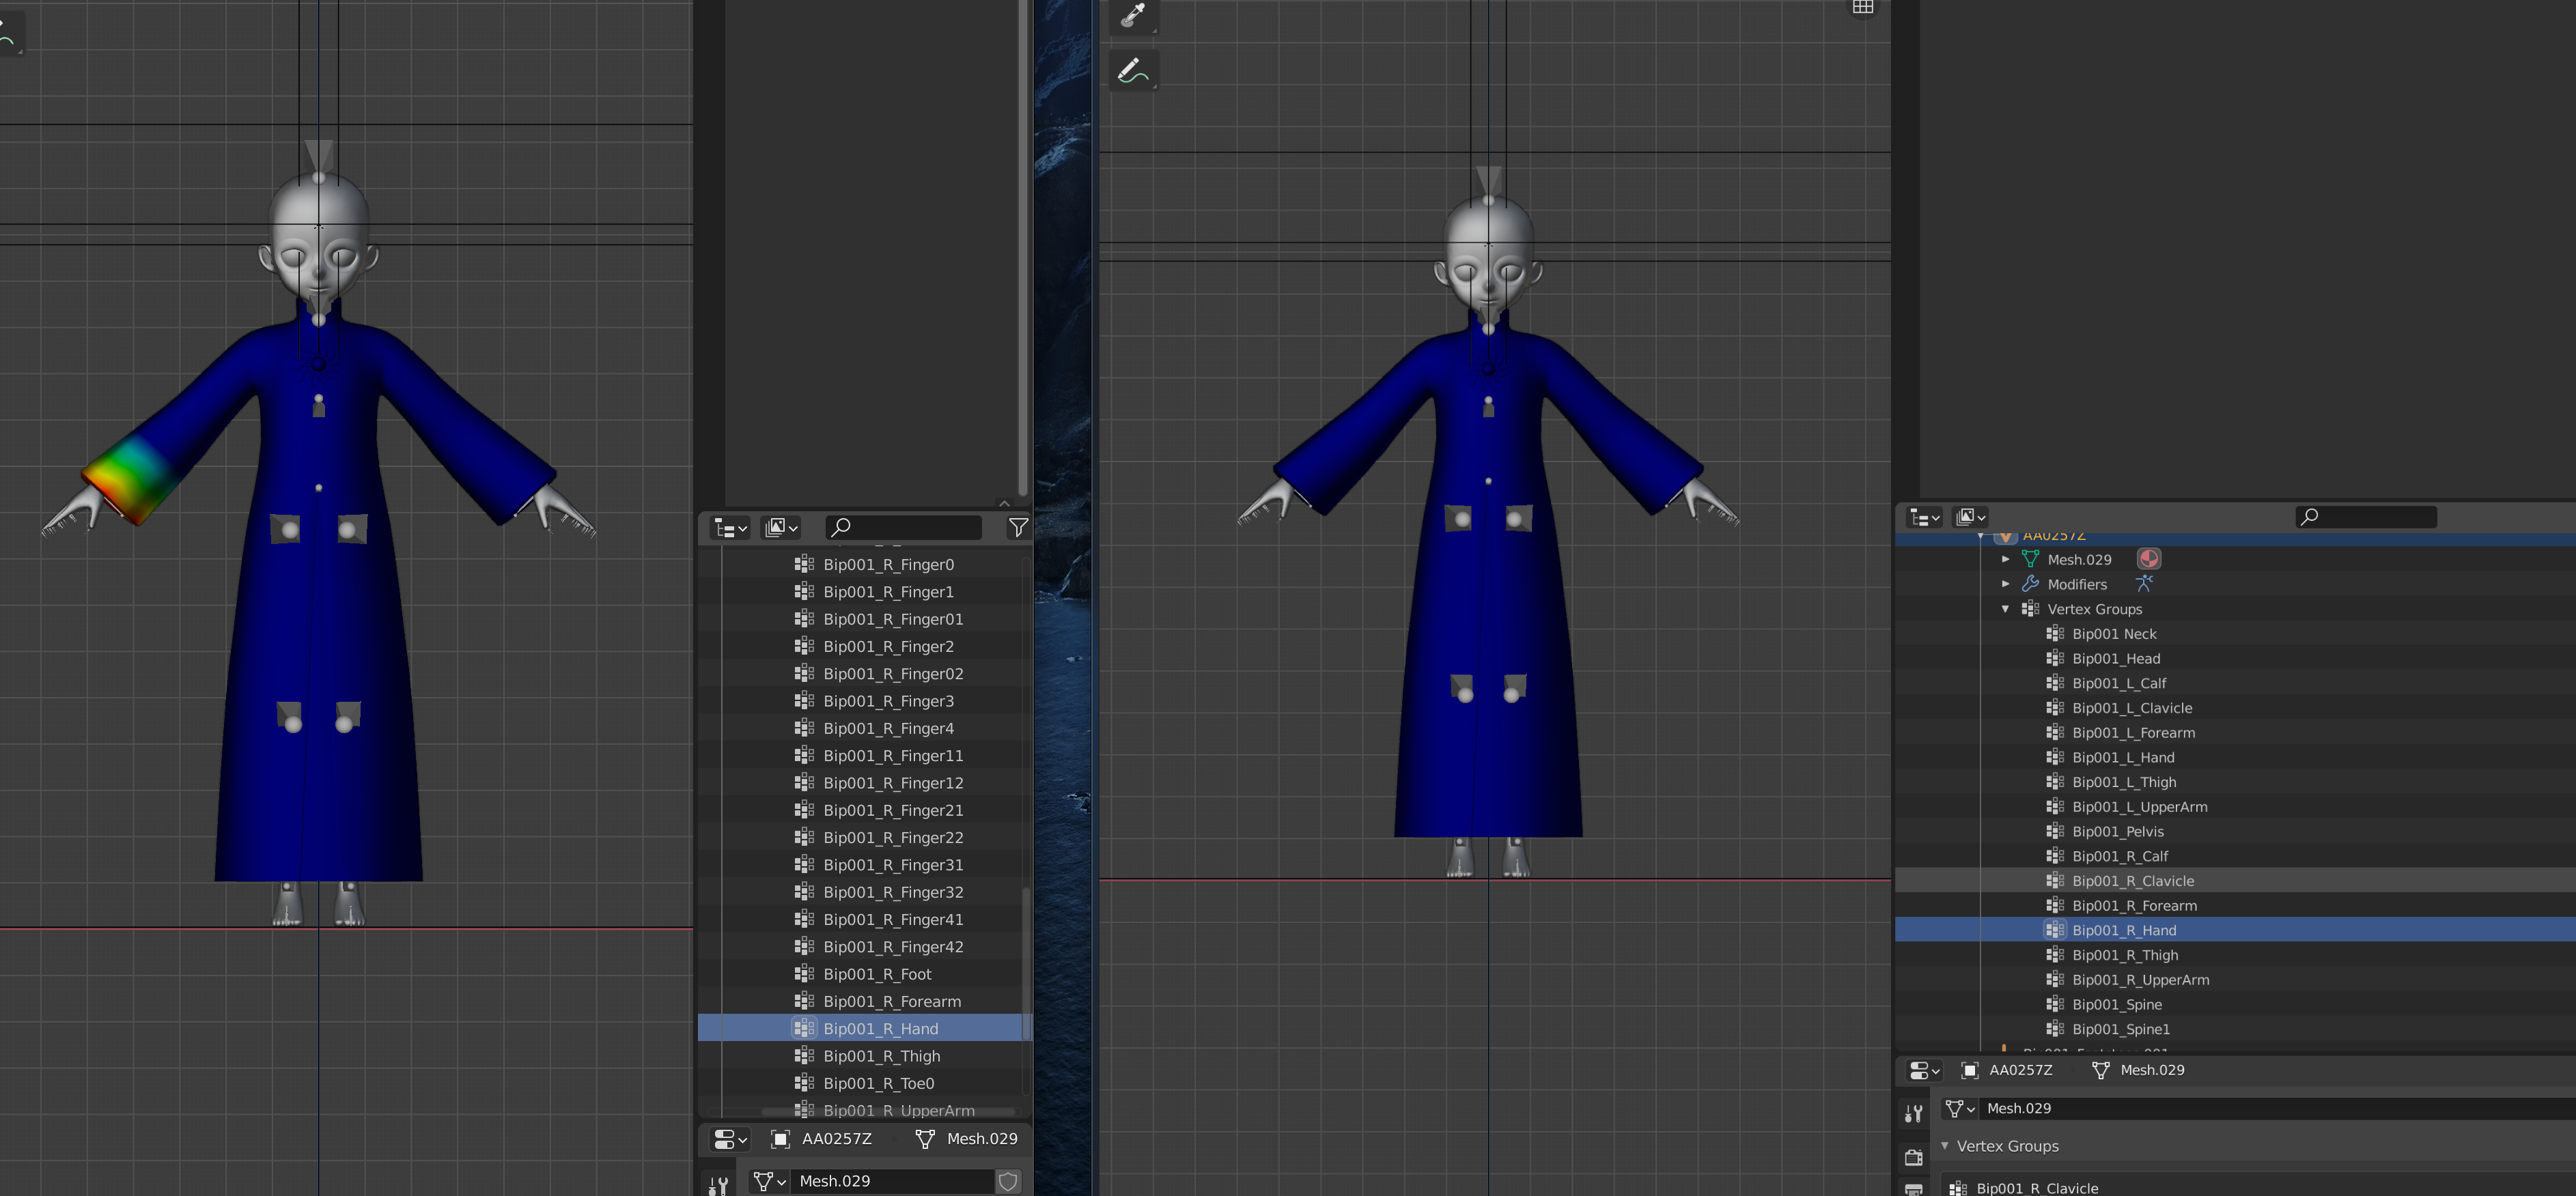 Bip001_R_Finger0
Bip001_R_Finger1
Bip001_R_Finger01
Bip001_R_Finger2
Bip001_R_Finger02
Bip001_R_Finger3
Bip001_R_Finger4
Bip001_R_Finger11
Bip001_R_Finger12
Bip001_R_Finger21
Bip001_R_Finger22
Bip001_R_Finger31
Bip001_R_Finger32
Bip001_R_Finger41
Bip001_R_Finger42
Bip001_R_Foot
Bip001_R_Forearm
Bip001_R_Hand
Bip001_R_Thigh
Bip001_R_Toe0
Bip001_R_UpperArm
AA0257Z Mesh.029
Mesh.029
AA0257Z
Mesh.029
Modifiers
Vertex Groups
Bip001 Neck
Bip001_Head
Bip001_L_Calf
Bip001_L_Clavicle
Bip001_L_Forearm
Bip001_L_Hand
Bip001_L_Thigh
Bip001_L_UpperArm
Bip001_Pelvis
Bip001_R_Calf
Bip001_R_Clavicle
Bip001_R_Forearm
Bip001_R_Hand
Bip001_R_Thigh
Bip001_R_UpperArm
Bip001_Spine
Bip001_Spine1
AA0257Z Mesh.029
Mesh.029
Vertex Groups
Bip001_R_Clavicle